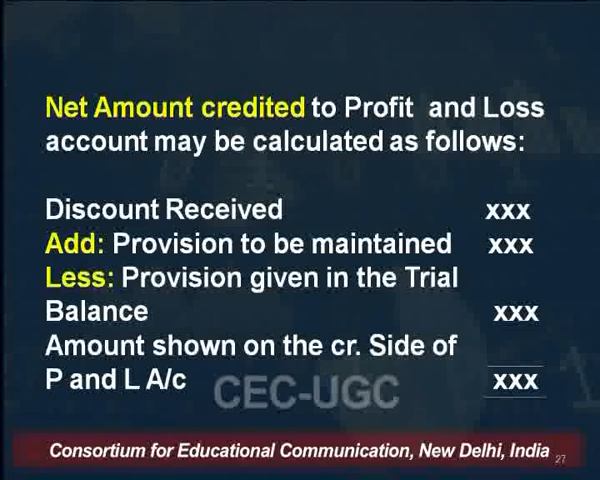 Net Amount credited to Profit and Loss
account may be calculated as follows:
Discount Received xxx
Add: Provision to be maintained xxx
Less: Provision given in the Trial
Balance xxx
Amount shown on the cr. Side of
P and L A/c xxx
CEC-UGC
Consortium for Educational Communication, New Delhi, India
27